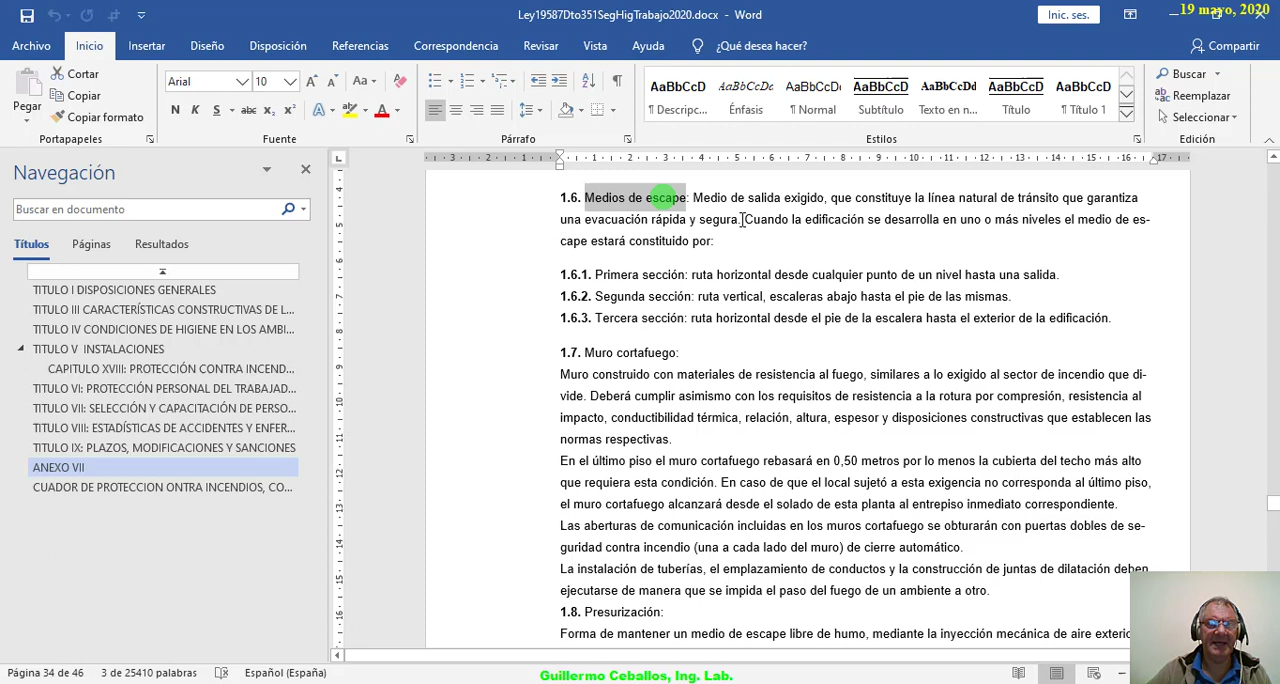 Ley19587Dto351SegHigTrabajo2020.docx - Word
Inic. ses.
19 mayo, 2020
Archivo Inicio Insertar Diseño Disposición Referencias Correspondencia Revisar Vista Ayuda ¿Qué desea hacer? Compartir
Pegar
Cortar
Copiar
Copiar formato
Portapapeles
Arial 10
N K S abc
Fuente
Párrafo
AaBbCcD AaBbCcDc AaBbCcDc AaBbCcD AaBbCcDd AaBbCcD AaBbCcD
¶ Descripc... Énfasis ¶ Normal Subtítulo Texto en n... Título ¶ Título 1
Estilos
Buscar
Reemplazar
Seleccionar
Edición
Navegación
Buscar en documento
Títulos Páginas Resultados
TITULO I DISPOSICIONES GENERALES
TITULO III CARACTERÍSTICAS CONSTRUCTIVAS DE L...
TITULO IV CONDICIONES DE HIGIENE EN LOS AMBI...
TITULO V INSTALACIONES
CAPITULO XVIII: PROTECCIÓN CONTRA INCEND...
TITULO VI: PROTECCIÓN PERSONAL DEL TRABAJAD...
TITULO VII: SELECCIÓN Y CAPACITACIÓN DE PERSO...
TITULO VIII: ESTADÍSTICAS DE ACCIDENTES Y ENFER...
TITULO IX: PLAZOS, MODIFICACIONES Y SANCIONES
ANEXO VII
CUADOR DE PROTECCION ONTRA INCENDIOS, CO...
1.6. Medios de escape: Medio de salida exigido, que constituye la línea natural de tránsito que garantiza
una evacuación rápida y segura. Cuando la edificación se desarrolla en uno o más niveles el medio de es-
cape estará constituido por:
1.6.1. Primera sección: ruta horizontal desde cualquier punto de un nivel hasta una salida.
1.6.2. Segunda sección: ruta vertical, escaleras abajo hasta el pie de las mismas.
1.6.3. Tercera sección: ruta horizontal desde el pie de la escalera hasta el exterior de la edificación.
1.7. Muro cortafuego:
Muro construido con materiales de resistencia al fuego, similares a lo exigido al sector de incendio que di-
vide. Deberá cumplir asimismo con los requisitos de resistencia a la rotura por compresión, resistencia al
impacto, conductibilidad térmica, relación, altura, espesor y disposiciones constructivas que establecen las
normas respectivas.
En el último piso el muro cortafuego rebasará en 0,50 metros por lo menos la cubierta del techo más alto
que requiera esta condición. En caso de que el local sujetó a esta exigencia no corresponda al último piso,
el muro cortafuego alcanzará desde el solado de esta planta al entrepiso inmediato correspondiente.
Las aberturas de comunicación incluidas en los muros cortafuego se obturarán con puertas dobles de se-
guridad contra incendio (una a cada lado del muro) de cierre automático.
La instalación de tuberías, el emplazamiento de conductos y la construcción de juntas de dilatación deben
ejecutarse de manera que se impida el paso del fuego de un ambiente a otro.
1.8. Presurización:
Forma de mantener un medio de escape libre de humo, mediante la inyección mecánica de aire exterio
Página 34 de 46 3 de 25410 palabras Español (España)
Guillermo Ceballos, Ing. Lab.